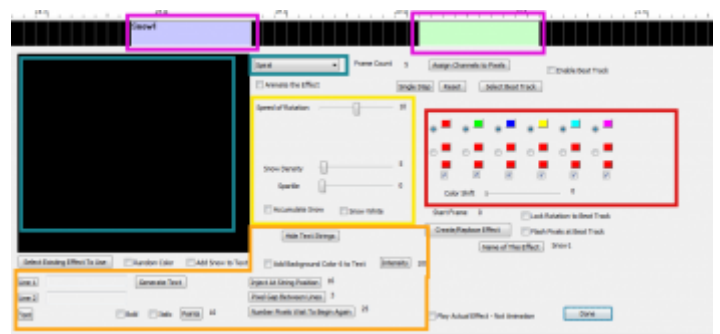 Snow1
Spiral
Frame Count 5
Assign Channels to Pixels
Enable Beat Track
Animate the Effect
Single Step
Reset
Select Beat Track
Speed of Rotation
Snow Density
Sparkle
Color Shift 0
Accumulate Snow
Snow White
Start Frame
Lock Rotation to Beat Track
Hide Text Strings
Create/Replace Effect
Flash Pixels at Beat Track
Name of This Effect
Snow1
Select Existing Effect To Use
Random Color
Add Snow to Text
Add Background Color 6 to Text
Intensity
Line 1
Generate Text
Inject At String Position
Line 2
Pixel Gap Between Lines
Font
Bold
Italic
Points
Number Pixels Wait To Begin Again
Play Actual Effect - Not Animation
Done